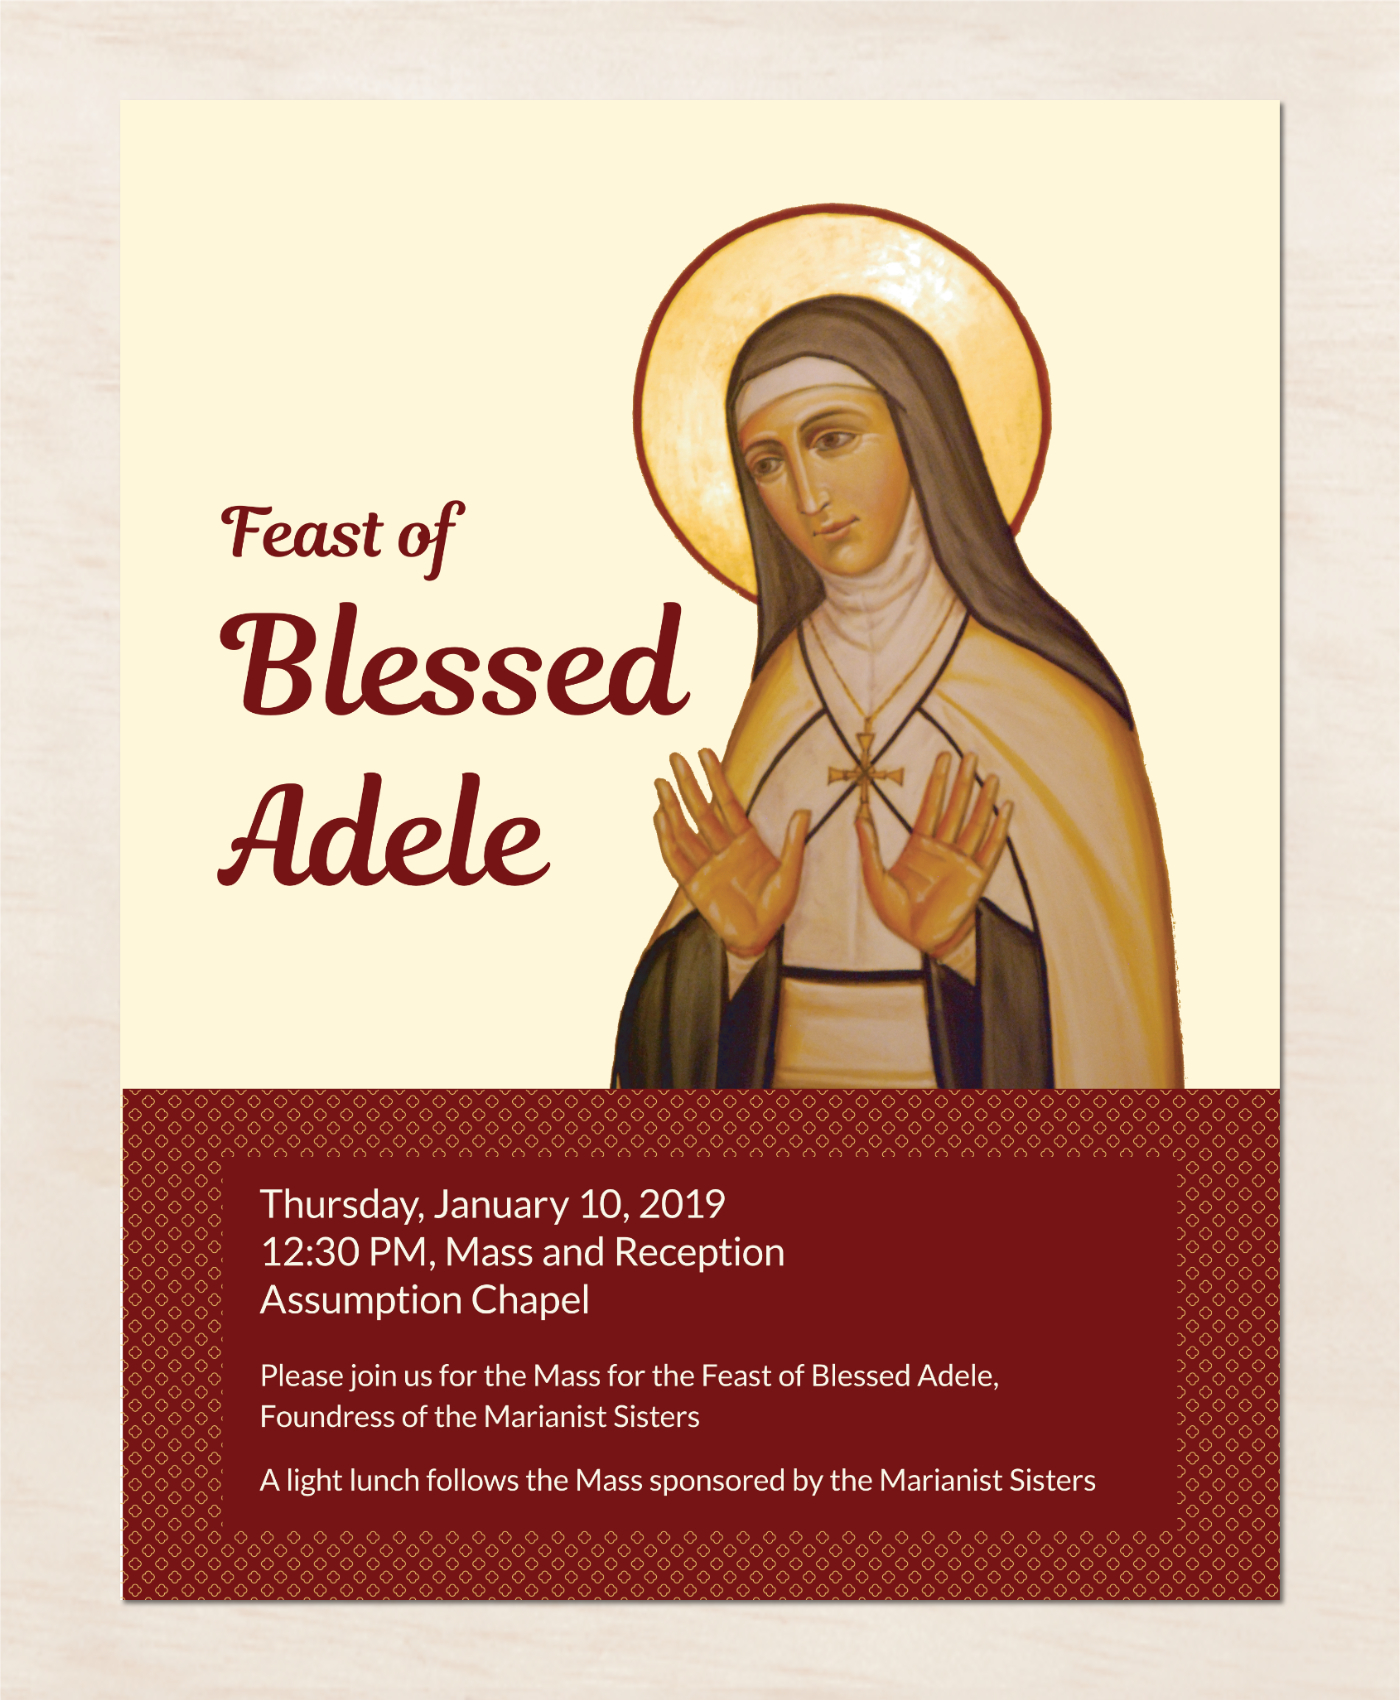 Feast of
Blessed
Adele
Thursday, January 10, 2019
12:30 PM, Mass and Reception
Assumption Chapel
Please join us for the Mass for the Feast of Blessed Adele,
Foundress of the Marianist Sisters
A light lunch follows the Mass sponsored by the Marianist Sisters